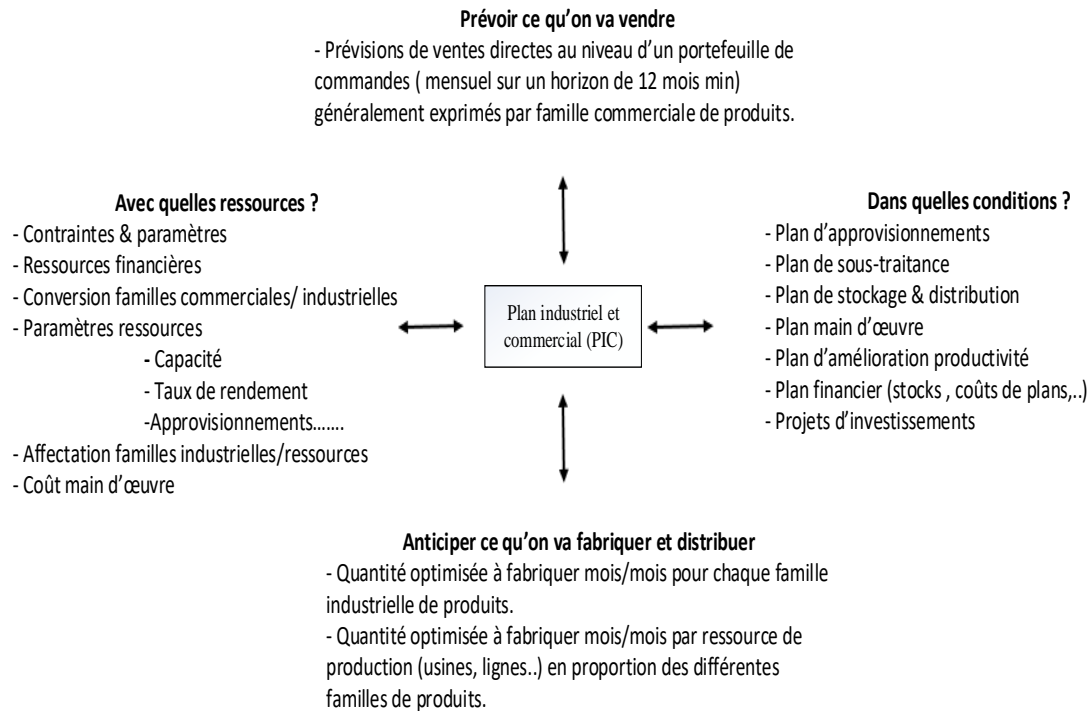 Prévoir ce qu'on va vendre
- Prévisions de ventes directes au niveau d'un portefeuille de
commandes ( mensuel sur un horizon de 12 mois min)
généralement exprimés par famille commerciale de produits.
Avec quelles ressources ?
- Contraintes & paramètres
- Ressources financières
- Conversion familles commerciales/ industrielles
- Paramètres ressources
- Capacité
- Taux de rendement
-Approvisionnements…….
- Affectation familles industrielles/ressources
- Coût main d'œuvre
Plan industriel et
commercial (PIC)
Dans quelles conditions ?
- Plan d'approvisionnements
- Plan de sous-traitance
- Plan de stockage & distribution
- Plan main d'œuvre
- Plan d'amélioration productivité
- Plan financier (stocks , coûts de plans,..)
- Projets d'investissements
Anticiper ce qu'on va fabriquer et distribuer
- Quantité optimisée à fabriquer mois/mois pour chaque famille
industrielle de produits.
- Quantité optimisée à fabriquer mois/mois par ressource de
production (usines, lignes..) en proportion des différentes
familles de produits.